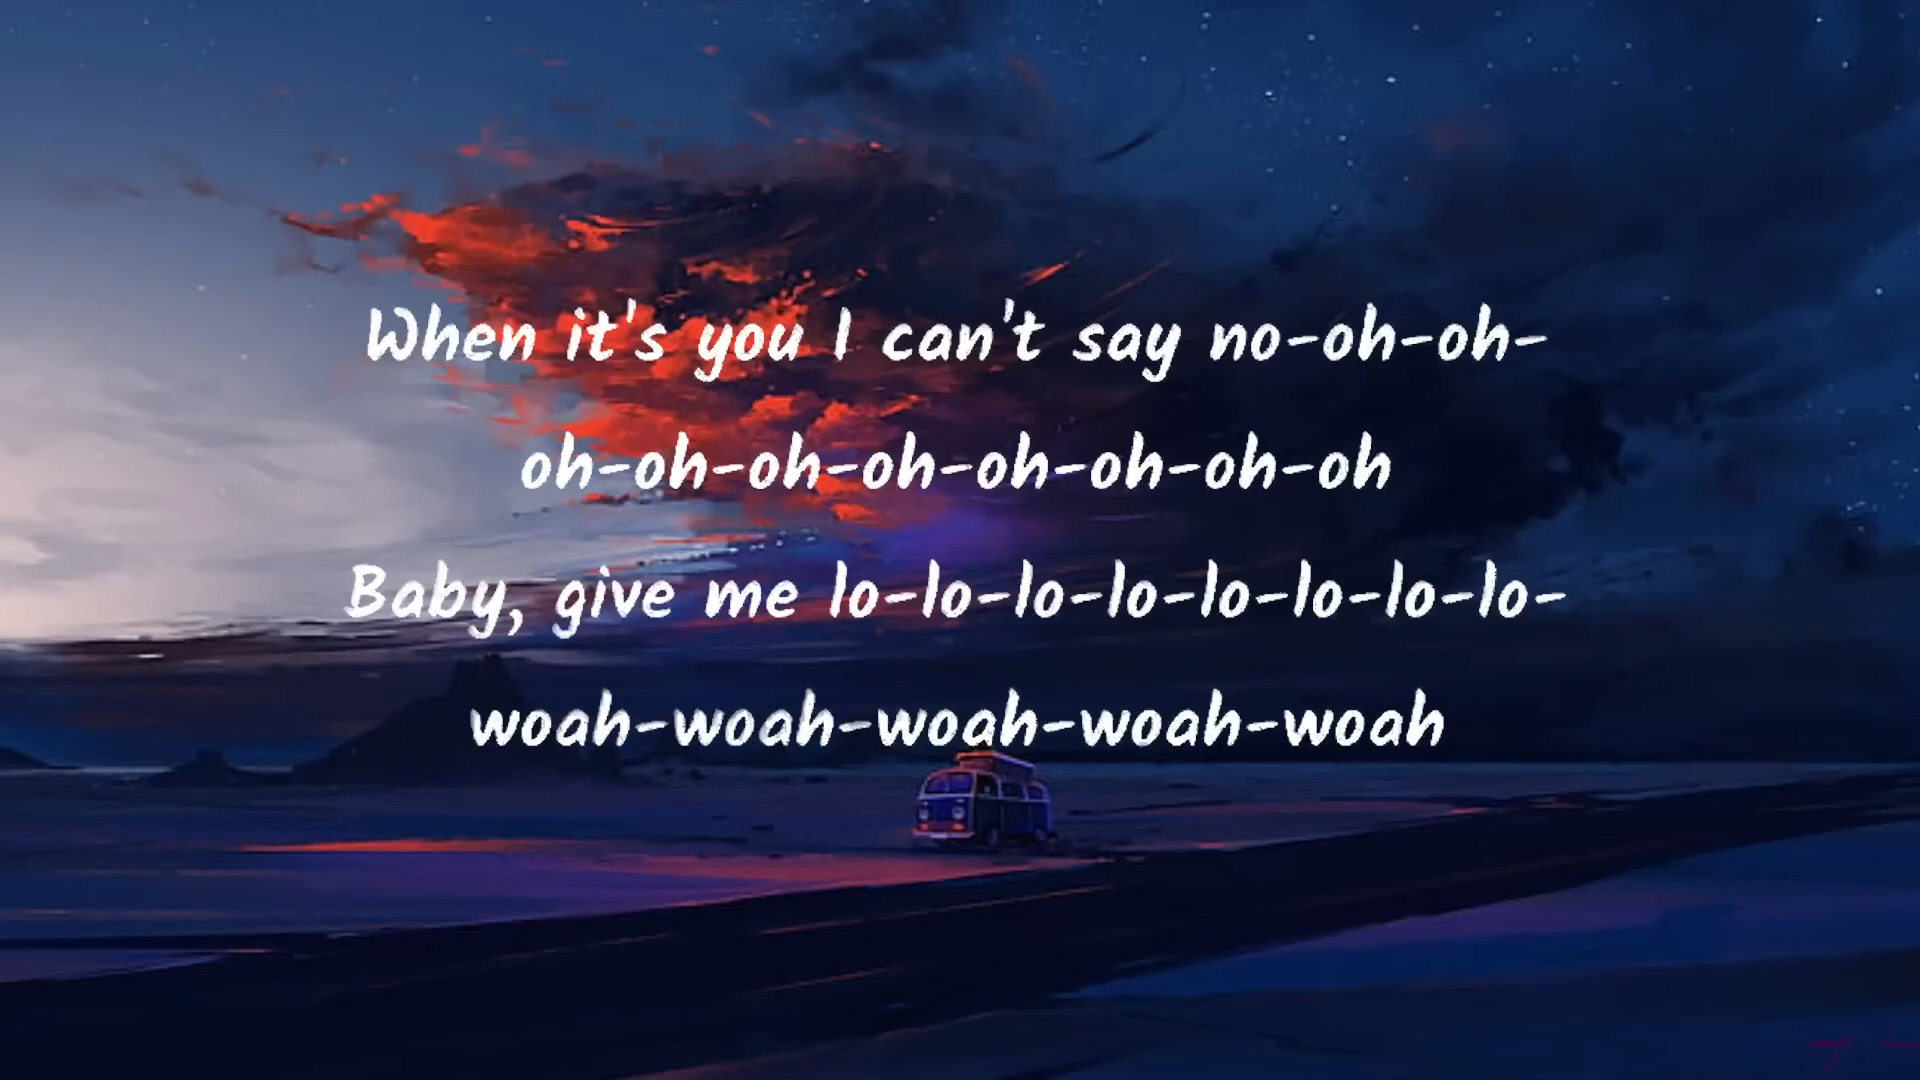 When it's you I can't say no-oh-oh-
oh-oh-oh-oh-oh-oh-oh-oh
Baby, give me lo-lo-lo-lo-lo-lo-lo-lo-
woah-woah-woah-woah-woah